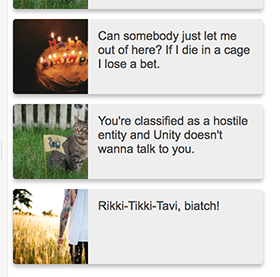 Can somebody just let me
out of here? If I die in a cage
I lose a bet.
You're classified as a hostile
entity and Unity doesn't
wanna talk to you.
Rikki-Tikki-Tavi, biatch!